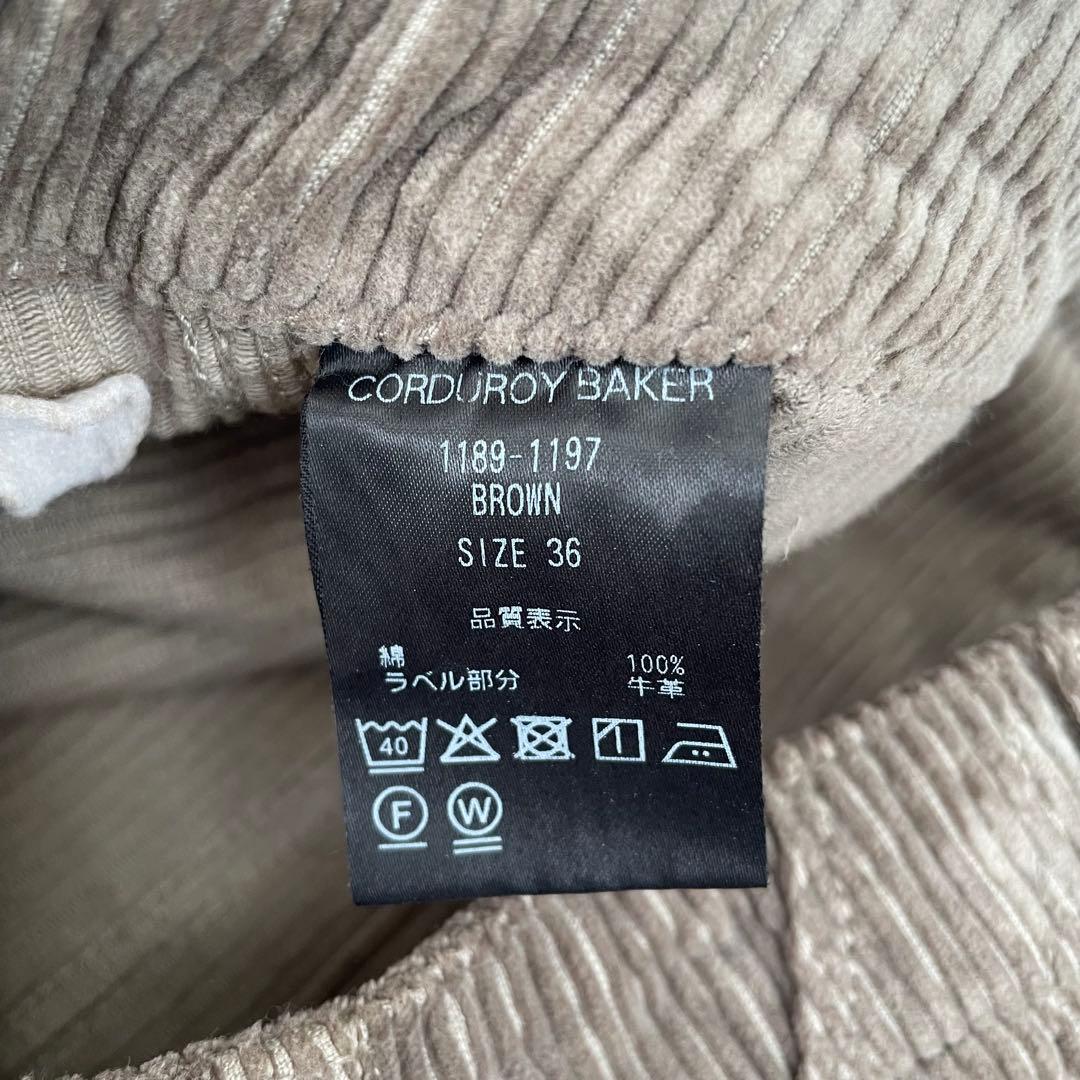 CORDUROY BAKER
1189-1197
BROWN
SIZE 36
品質表示
綿 100%
ラベル部分 牛革
40
F W